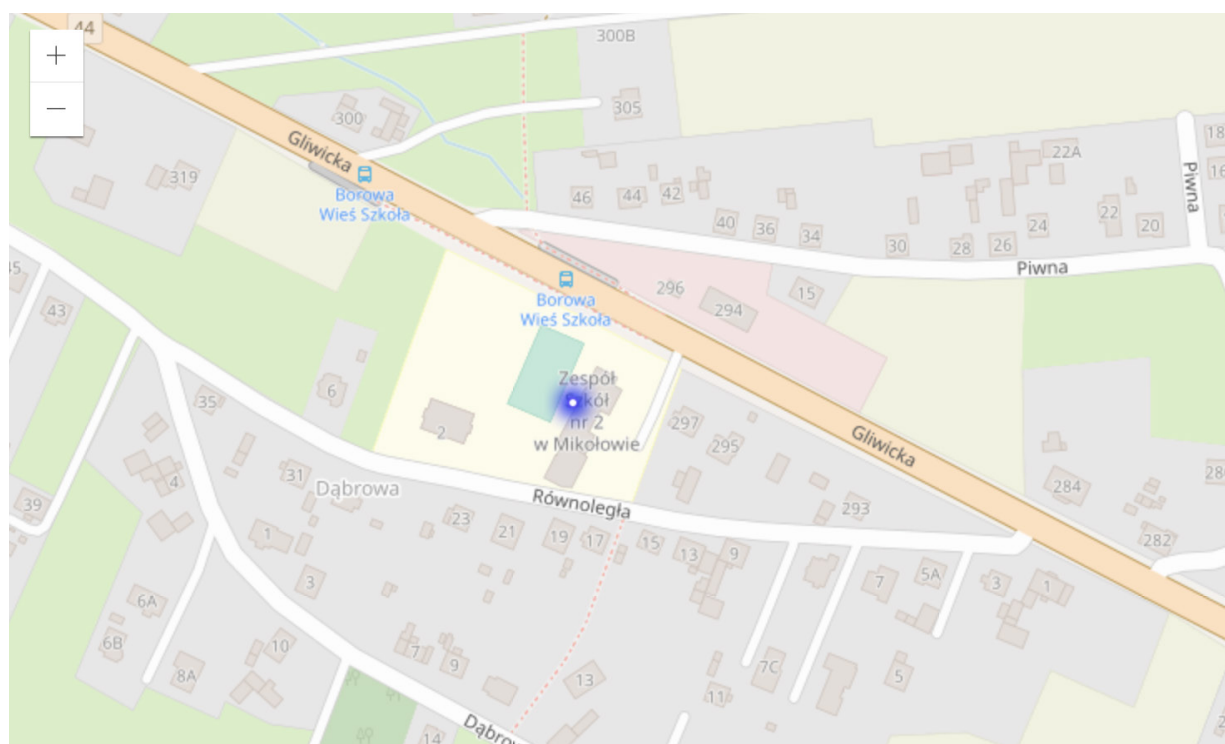 44
+
−
300B
305
300
Gliwicka
319
Borowa
Wieś Szkoła
22A
18
16
Piwna
46
44
42
40
36
34
30
28
26
24
22
20
Piwna
45
43
Borowa
Wieś Szkoła
296
294
15
6
35
2
Zespół
Szkół
nr 2
w Mikołowie
297
295
Gliwicka
31
4
Dąbrowa
Równoległa
39
23
21
19
17
15
13
9
293
284
284
282
1
3
7
5A
3
1
6A
6B
10
8A
7
9
13
11
7C
5
Dąbrow
14